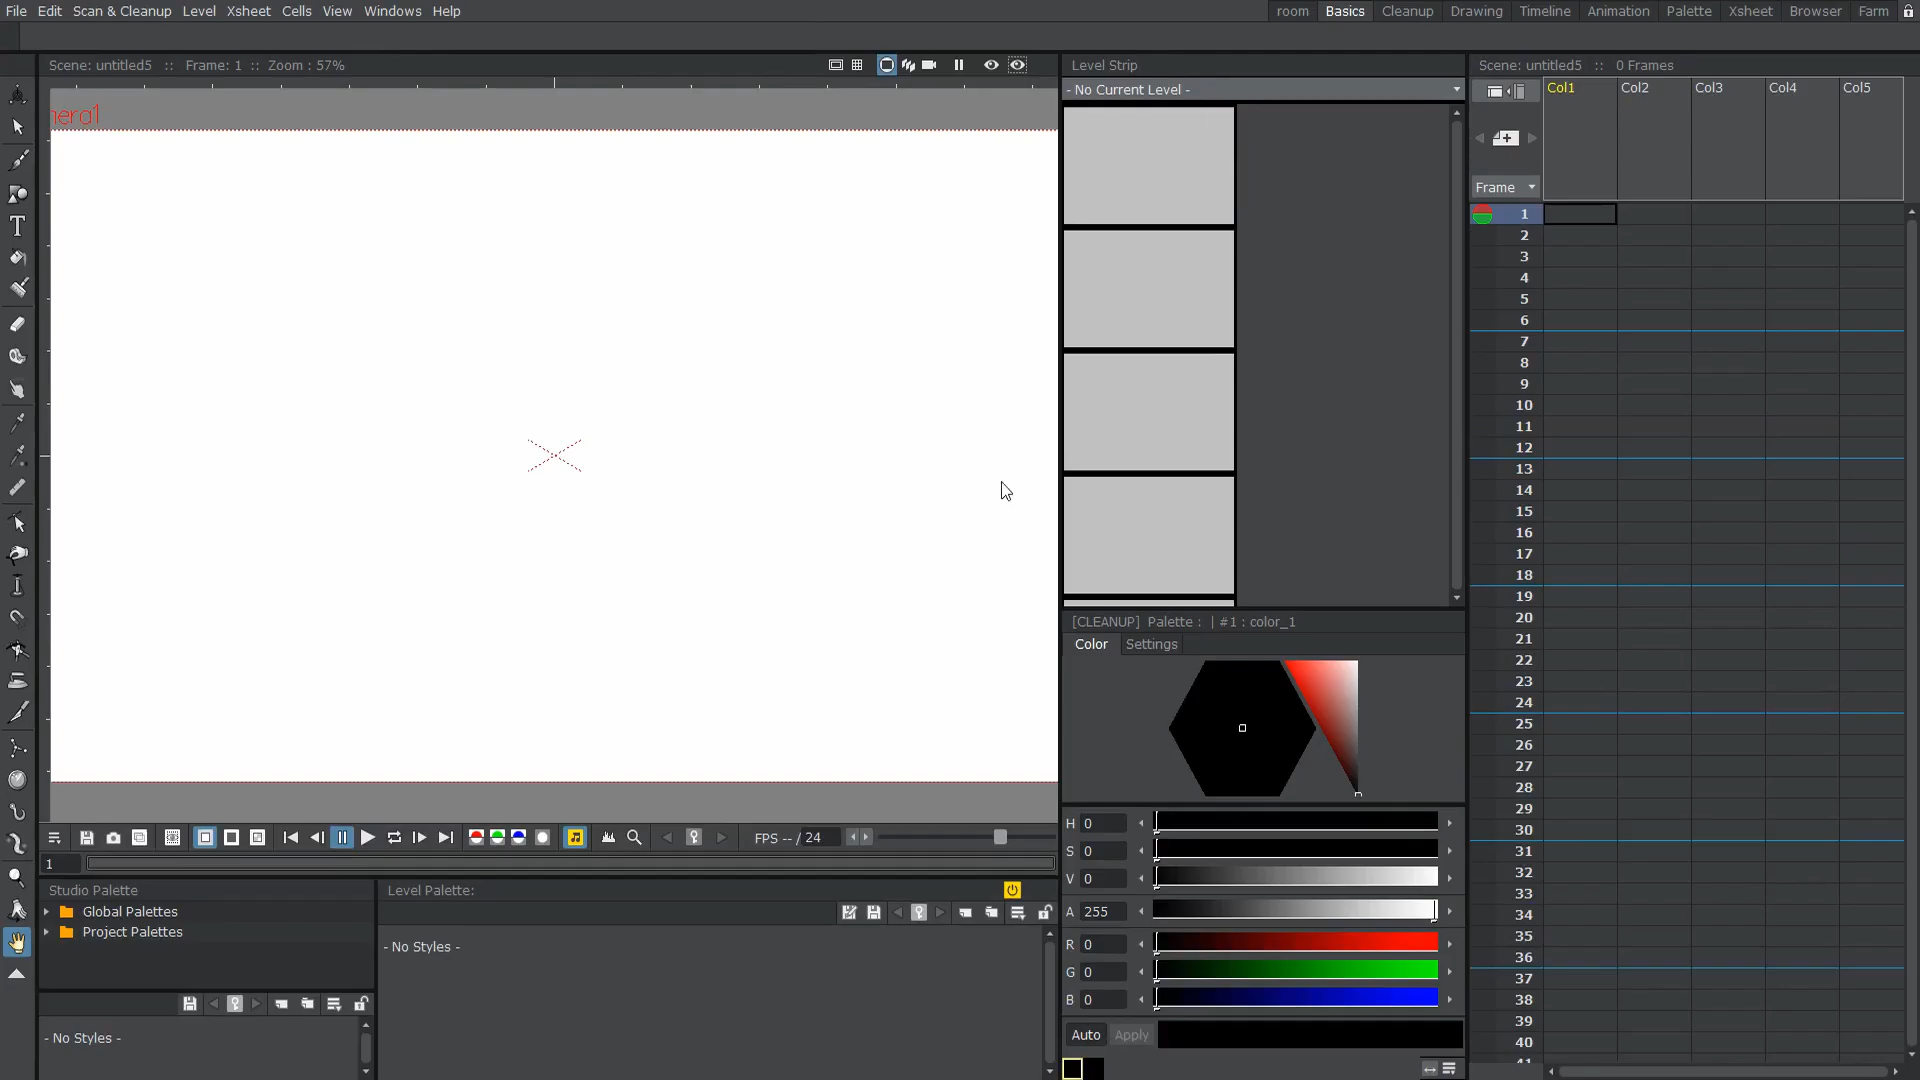 File Edit Scan & Cleanup Level Xsheet Cells View Windows Help
room Basics Cleanup Drawing Timeline Animation Palette Xsheet Browser Farm
Scene: untitled5 :: Frame: 1 :: Zoom : 57%
Level Strip
- No Current Level -
Scene: untitled5 :: 0 Frames
Col1 Col2 Col3 Col4 Col5
Frame
1
2
3
4
5
6
7
8
9
10
11
12
13
14
15
16
17
18
19
20
21
22
23
24
25
26
27
28
29
30
31
32
33
34
35
36
37
38
39
40
41
[CLEANUP] Palette : | #1 : color_1
Color Settings
H 0
S 0
V 0
A 255
R 0
G 0
B 0
Auto Apply
FPS -- / 24
1
Studio Palette
Global Palettes
Project Palettes
- No Styles -
Level Palette:
- No Styles -